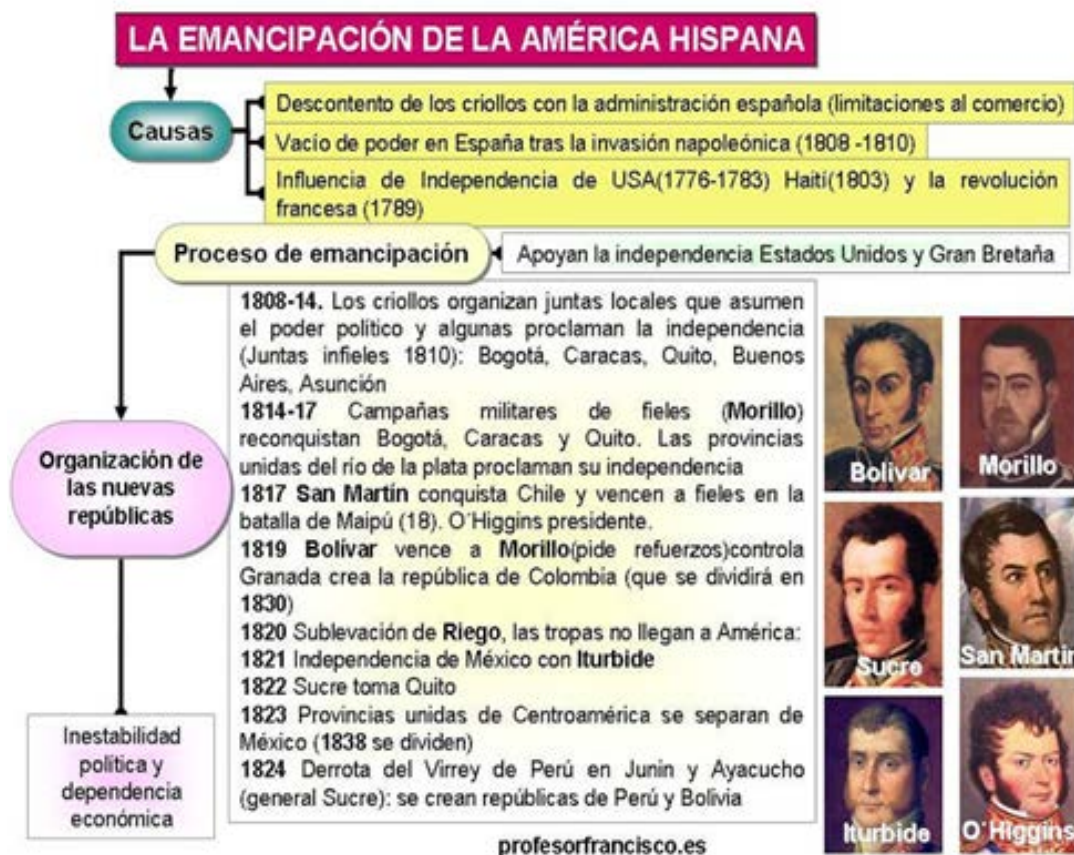 LA EMANCIPACIÓN DE LA AMÉRICA HISPANA
Causas
Descontento de los criollos con la administración española (limitaciones al comercio)
Vacío de poder en España tras la invasión napoleónica (1808 -1810)
Influencia de Independencia de USA(1776-1783) Haití(1803) y la revolución
francesa (1789)
Proceso de emancipación
Apoyan la independencia Estados Unidos y Gran Bretaña
1808-14. Los criollos organizan juntas locales que asumen
el poder político y algunas proclaman la independencia
(Juntas infieles 1810): Bogotá, Caracas, Quito, Buenos
Aires, Asunción
1814-17 Campañas militares de fieles (Morillo)
reconquistan Bogotá, Caracas y Quito. Las provincias
unidas del río de la plata proclaman su independencia
1817 San Martín conquista Chile y vencen a fieles en la
batalla de Maipú (18). O´Higgins presidente.
1819 Bolívar vence a Morillo(pide refuerzos)controla
Granada crea la república de Colombia (que se dividirá en
1830)
1820 Sublevación de Riego, las tropas no llegan a América:
1821 Independencia de México con Iturbide
1822 Sucre toma Quito
1823 Provincias unidas de Centroamérica se separan de
México (1838 se dividen)
1824 Derrota del Virrey de Perú en Junin y Ayacucho
(general Sucre): se crean repúblicas de Perú y Bolivia
Organización de
las nuevas
repúblicas
Inestabilidad
política y
dependencia
económica
Bolívar
Morillo
Sucre
San Martín
Iturbide
O´Higgins
profesorfrancisco.es